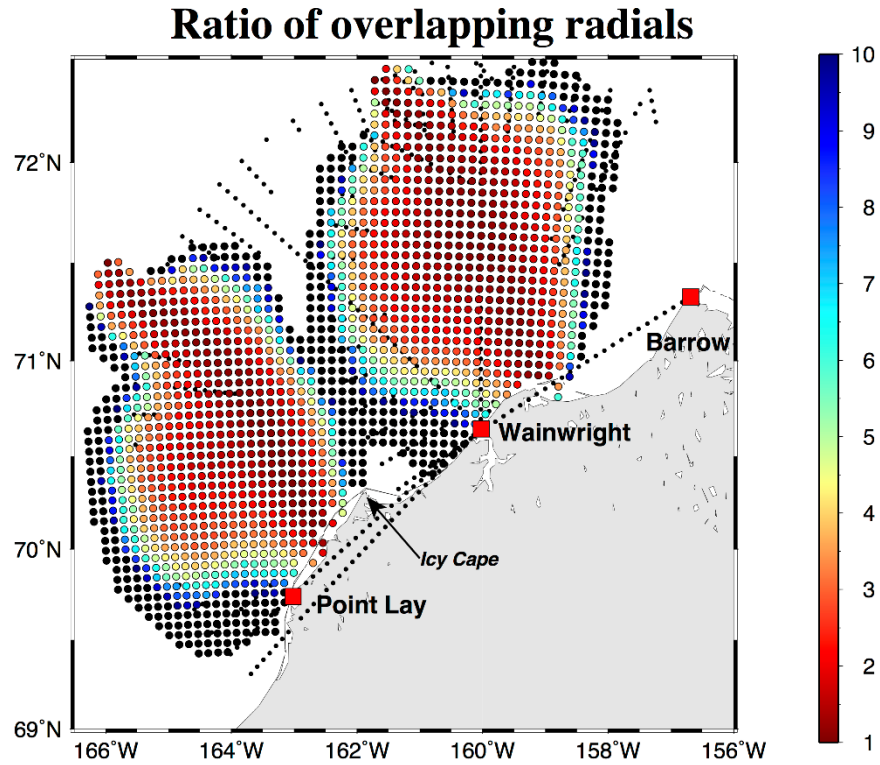 Ratio of overlapping radials
72˚N
71˚N
70˚N
69˚N
166˚W
164˚W
162˚W
160˚W
158˚W
156˚W
Barrow
Wainwright
Icy Cape
Point Lay
10
9
8
7
6
5
4
3
2
1